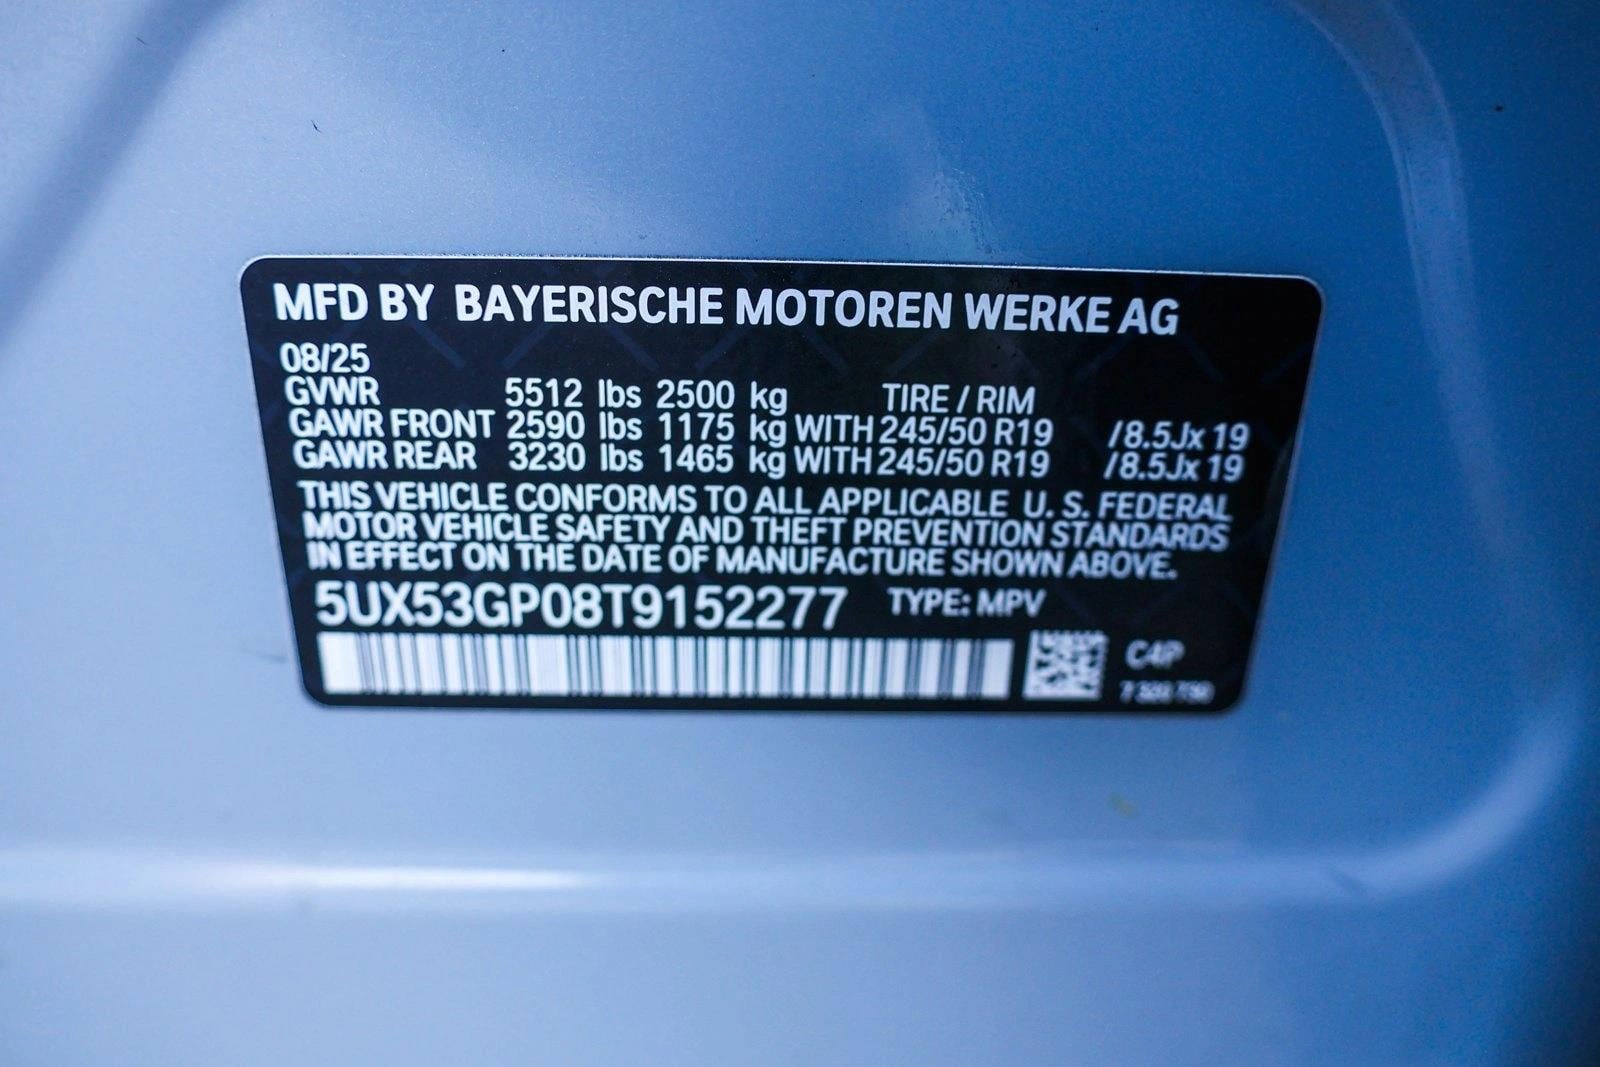 MFD BY BAYERISCHE MOTOREN WERKE AG
08/25
GVWR 5512 lbs 2500 kg TIRE / RIM
GAWR FRONT 2590 lbs 1175 kg WITH 245/50 R19 /8.5Jx 19
GAWR REAR 3230 lbs 1465 kg WITH 245/50 R19 /8.5Jx 19
THIS VEHICLE CONFORMS TO ALL APPLICABLE U. S. FEDERAL
MOTOR VEHICLE SAFETY AND THEFT PREVENTION STANDARDS
IN EFFECT ON THE DATE OF MANUFACTURE SHOWN ABOVE.
5UX53GP08T9152277 TYPE: MPV
C4P